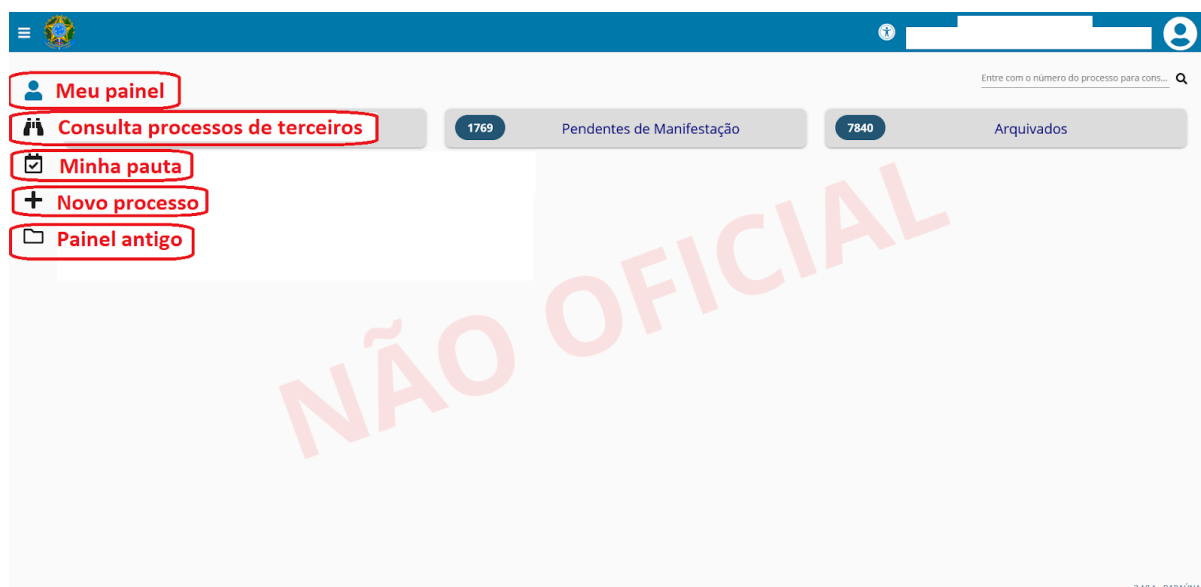 Entre com o número do processo para cons...
Meu painel
Consulta processos de terceiros
1769 Pendentes de Manifestação
7840 Arquivados
Minha pauta
Novo processo
Painel antigo
NÃO OFICIAL